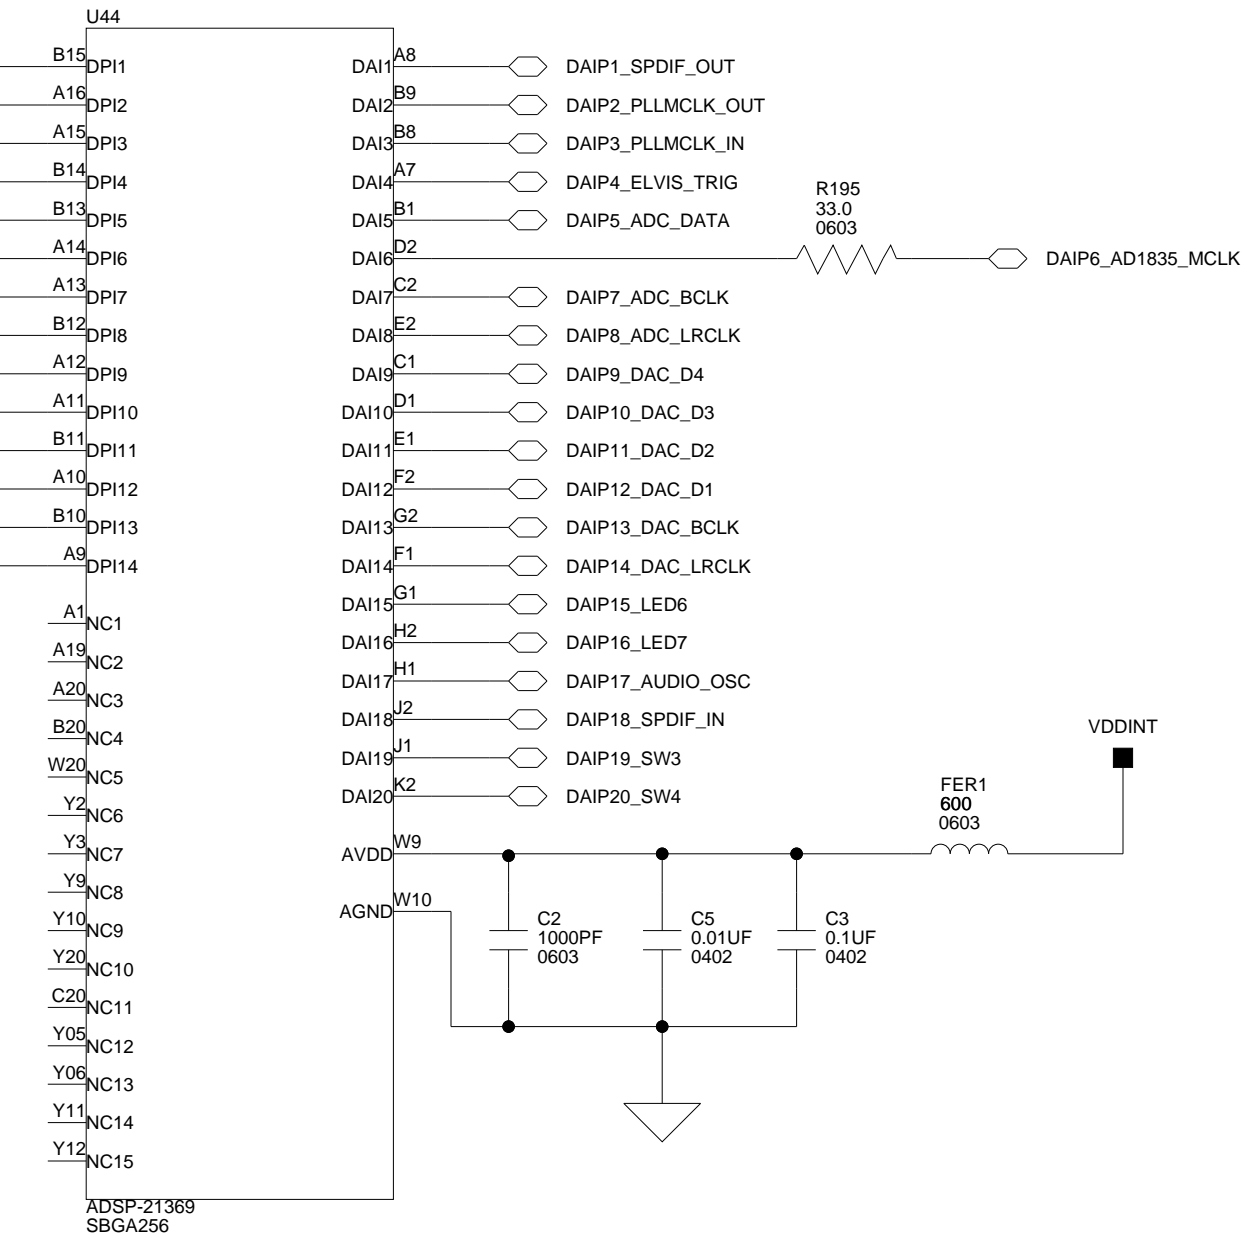 U44
B15 DPI1 DAI1 A8 DAIP1_SPDIF_OUT
A16 DPI2 DAI2 B9 DAIP2_PLLMCLK_OUT
A15 DPI3 DAI3 B8 DAIP3_PLLMCLK_IN
B14 DPI4 DAI4 A7 DAIP4_ELVIS_TRIG
B13 DPI5 DAI5 B1 DAIP5_ADC_DATA
R195
33.0
0603
A14 DPI6 DAI6 D2 DAIP6_AD1835_MCLK
A13 DPI7 DAI7 C2 DAIP7_ADC_BCLK
B12 DPI8 DAI8 E2 DAIP8_ADC_LRCLK
A12 DPI9 DAI9 C1 DAIP9_DAC_D4
A11 DPI10 DAI10 D1 DAIP10_DAC_D3
B11 DPI11 DAI11 E1 DAIP11_DAC_D2
A10 DPI12 DAI12 F2 DAIP12_DAC_D1
B10 DPI13 DAI13 G2 DAIP13_DAC_BCLK
A9 DPI14 DAI14 F1 DAIP14_DAC_LRCLK
DAI15 G1 DAIP15_LED6
A1 NC1
DAI16 H2 DAIP16_LED7
A19 NC2
DAI17 H1 DAIP17_AUDIO_OSC
A20 NC3
DAI18 J2 DAIP18_SPDIF_IN
B20 NC4
DAI19 J1 DAIP19_SW3
W20 NC5
DAI20 K2 DAIP20_SW4
Y2 NC6
VDDINT
FER1
600
0603
Y3 NC7 AVDD W9
Y9 NC8
AGND W10
Y10 NC9
C2
1000PF
0603
C5
0.01UF
0402
C3
0.1UF
0402
Y20 NC10
C20 NC11
Y05 NC12
Y06 NC13
Y11 NC14
Y12 NC15
ADSP-21369
SBGA256